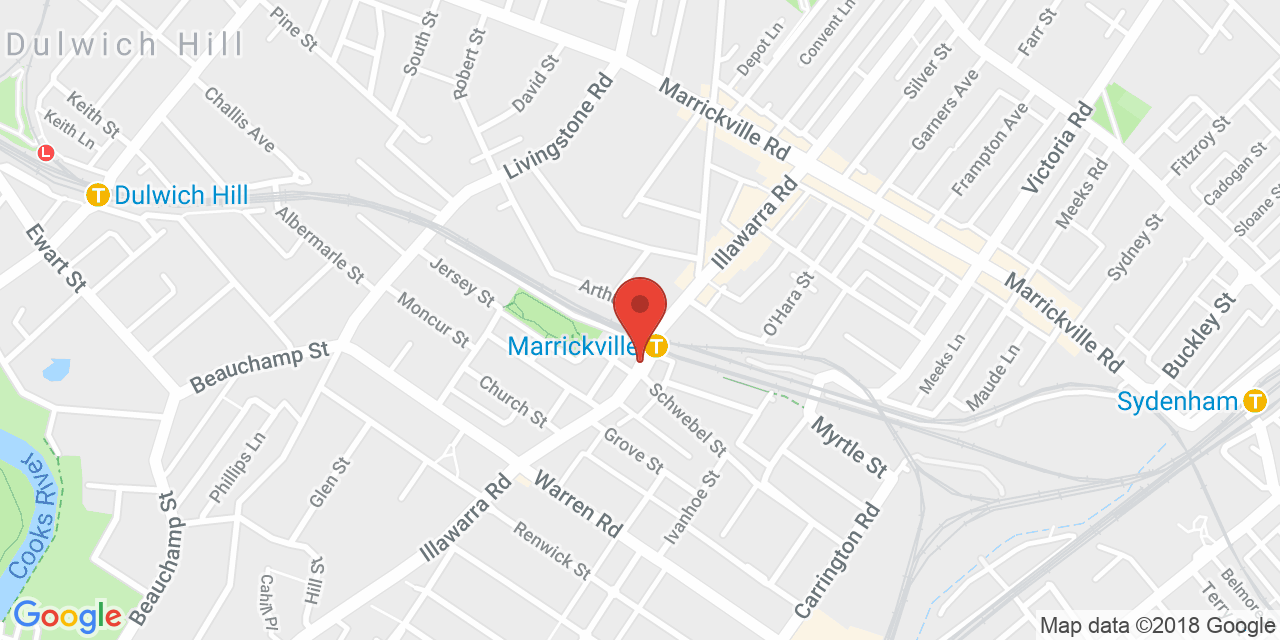 Dulwich Hill
Pine St
South St
Robert St
David St
Depot Ln
Convent Ln
Silver St
Farr St
Garners Ave
Frampton Ave
Victoria Rd
Meeks Rd
Fitzroy St
Cadogan St
Sloane St
Sydney St
Buckley St
Keith St
Keith Ln
Challis Ave
Livingstone Rd
Marrickville Rd
Illawarra Rd
L
T
Dulwich Hill
Ewart St
Albermarle St
Jersey St
Moncur St
O'Hara St
Marrickville Rd
Marrickville
T
Meeks Ln
Maude Ln
Sydenham
T
Beauchamp St
Church St
Schwebel St
Grove St
Myrtle St
Phillips Ln
Glen St
Illawarra Rd
Warren Rd
Ivanhoe St
Renwick St
Carrington Rd
Cooks River
Beauchamp St
Hill St
Google
Map data ©2018 Google